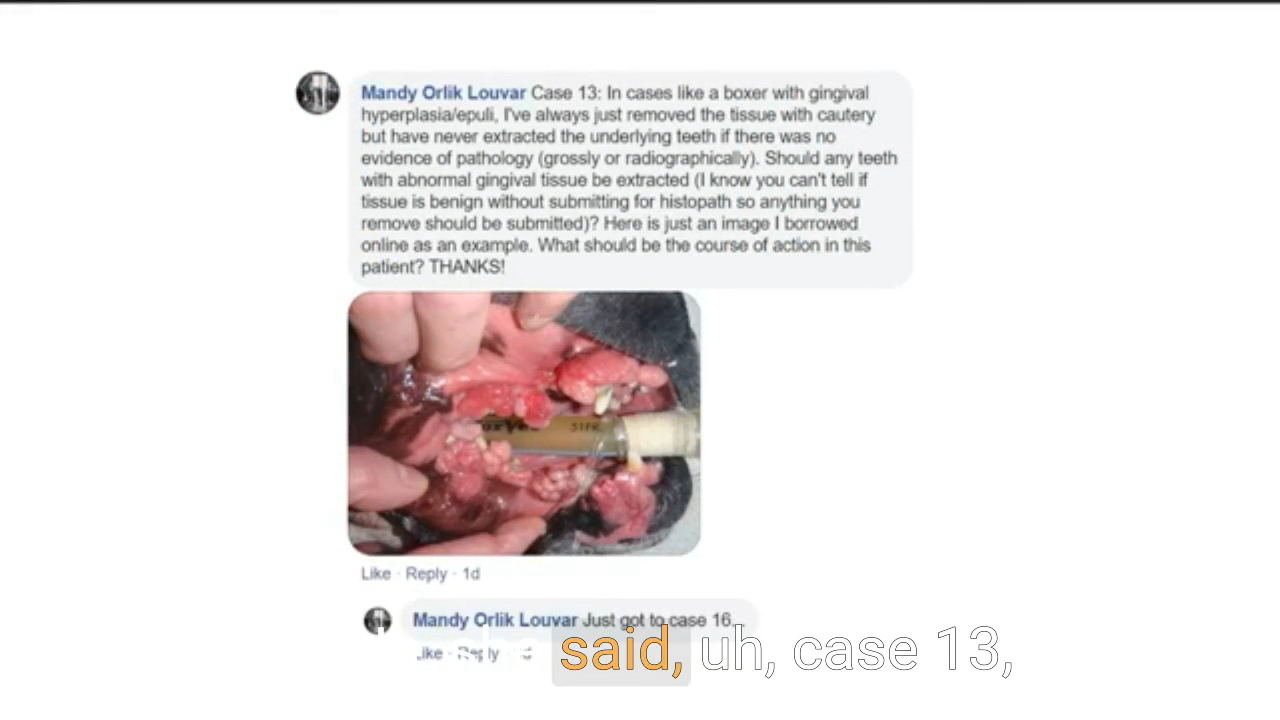 Mandy Orlik Louvar Case 13: In cases like a boxer with gingival
hyperplasia/epuli, I've always just removed the tissue with cautery
but have never extracted the underlying teeth if there was no
evidence of pathology (grossly or radiographically). Should any teeth
with abnormal gingival tissue be extracted (I know you can't tell if
tissue is benign without submitting for histopath so anything you
remove should be submitted)? Here is just an image I borrowed
online as an example. What should be the course of action in this
patient? THANKS!
51FR
Like · Reply · 1d
Mandy Orlik Louvar Just got to case 16...
Reply
said, uh, case 13,